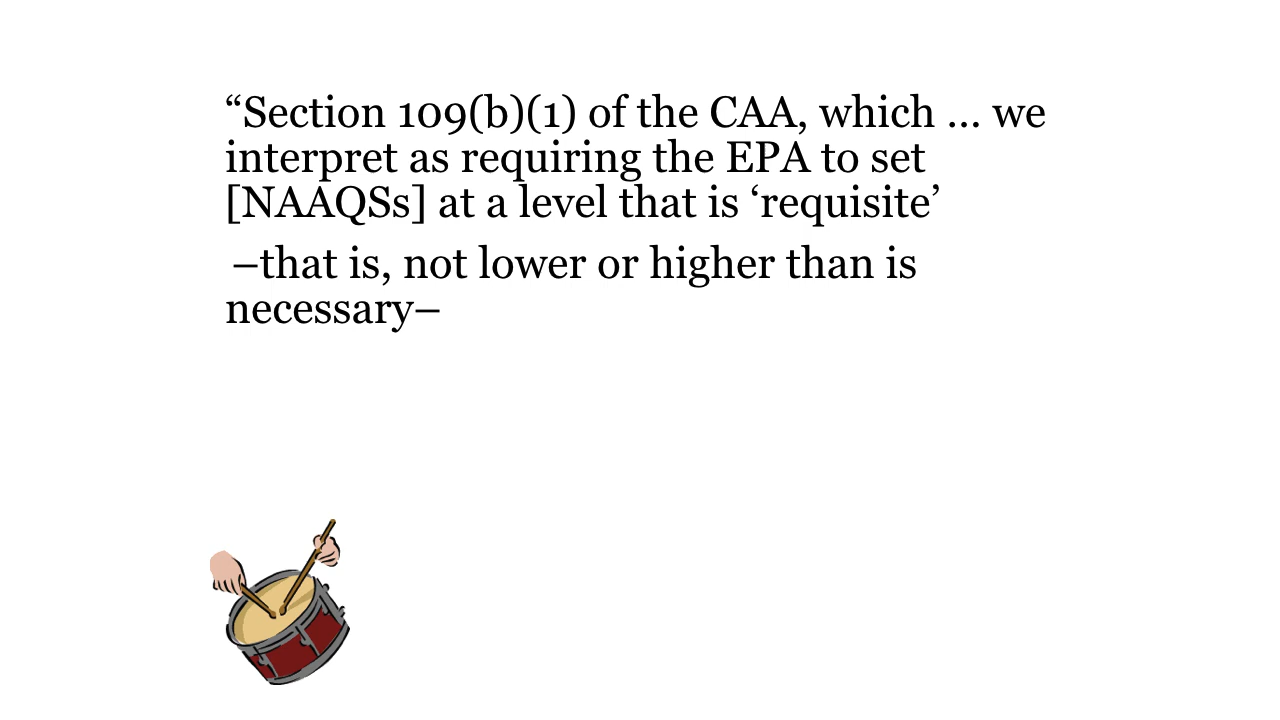 “Section 109(b)(1) of the CAA, which … we
interpret as requiring the EPA to set
[NAAQSs] at a level that is ‘requisite’
–that is, not lower or higher than is
necessary–